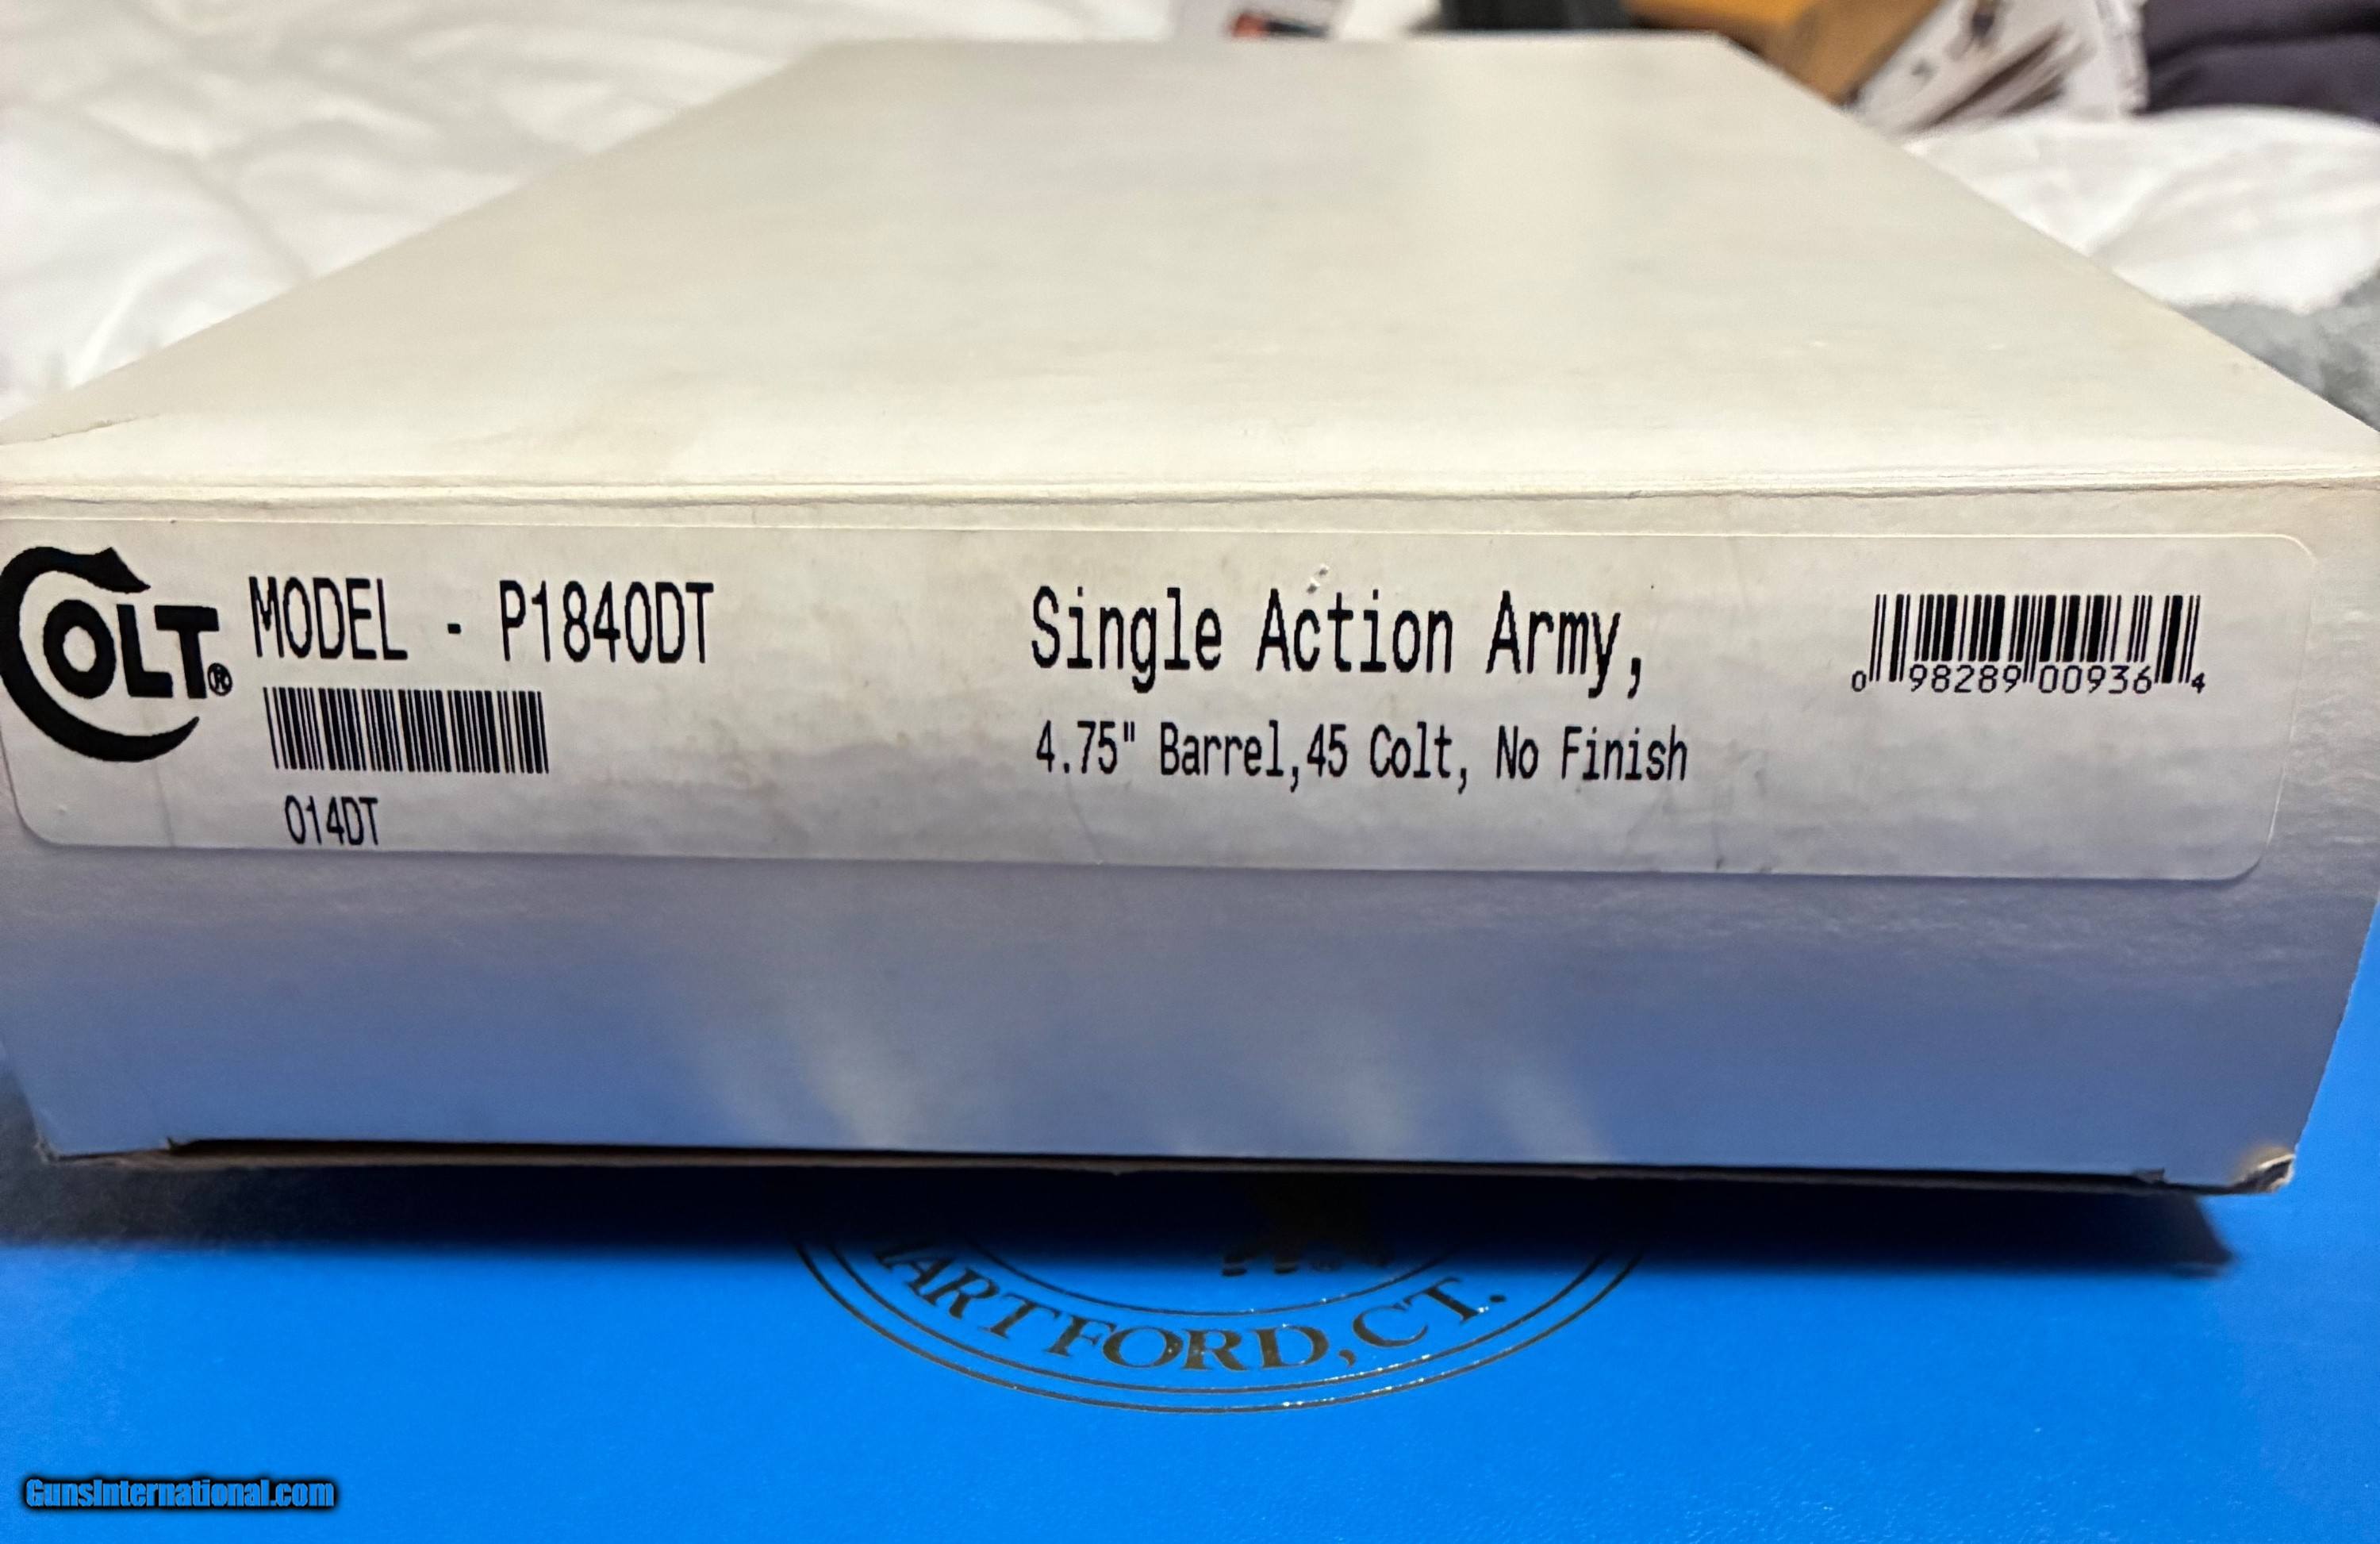 COLT® MODEL - P1840DT
014DT
Single Action Army,
4.75" Barrel,45 Colt, No Finish
0 98289 00936 4
HARTFORD, CT.
GunsInternational.com